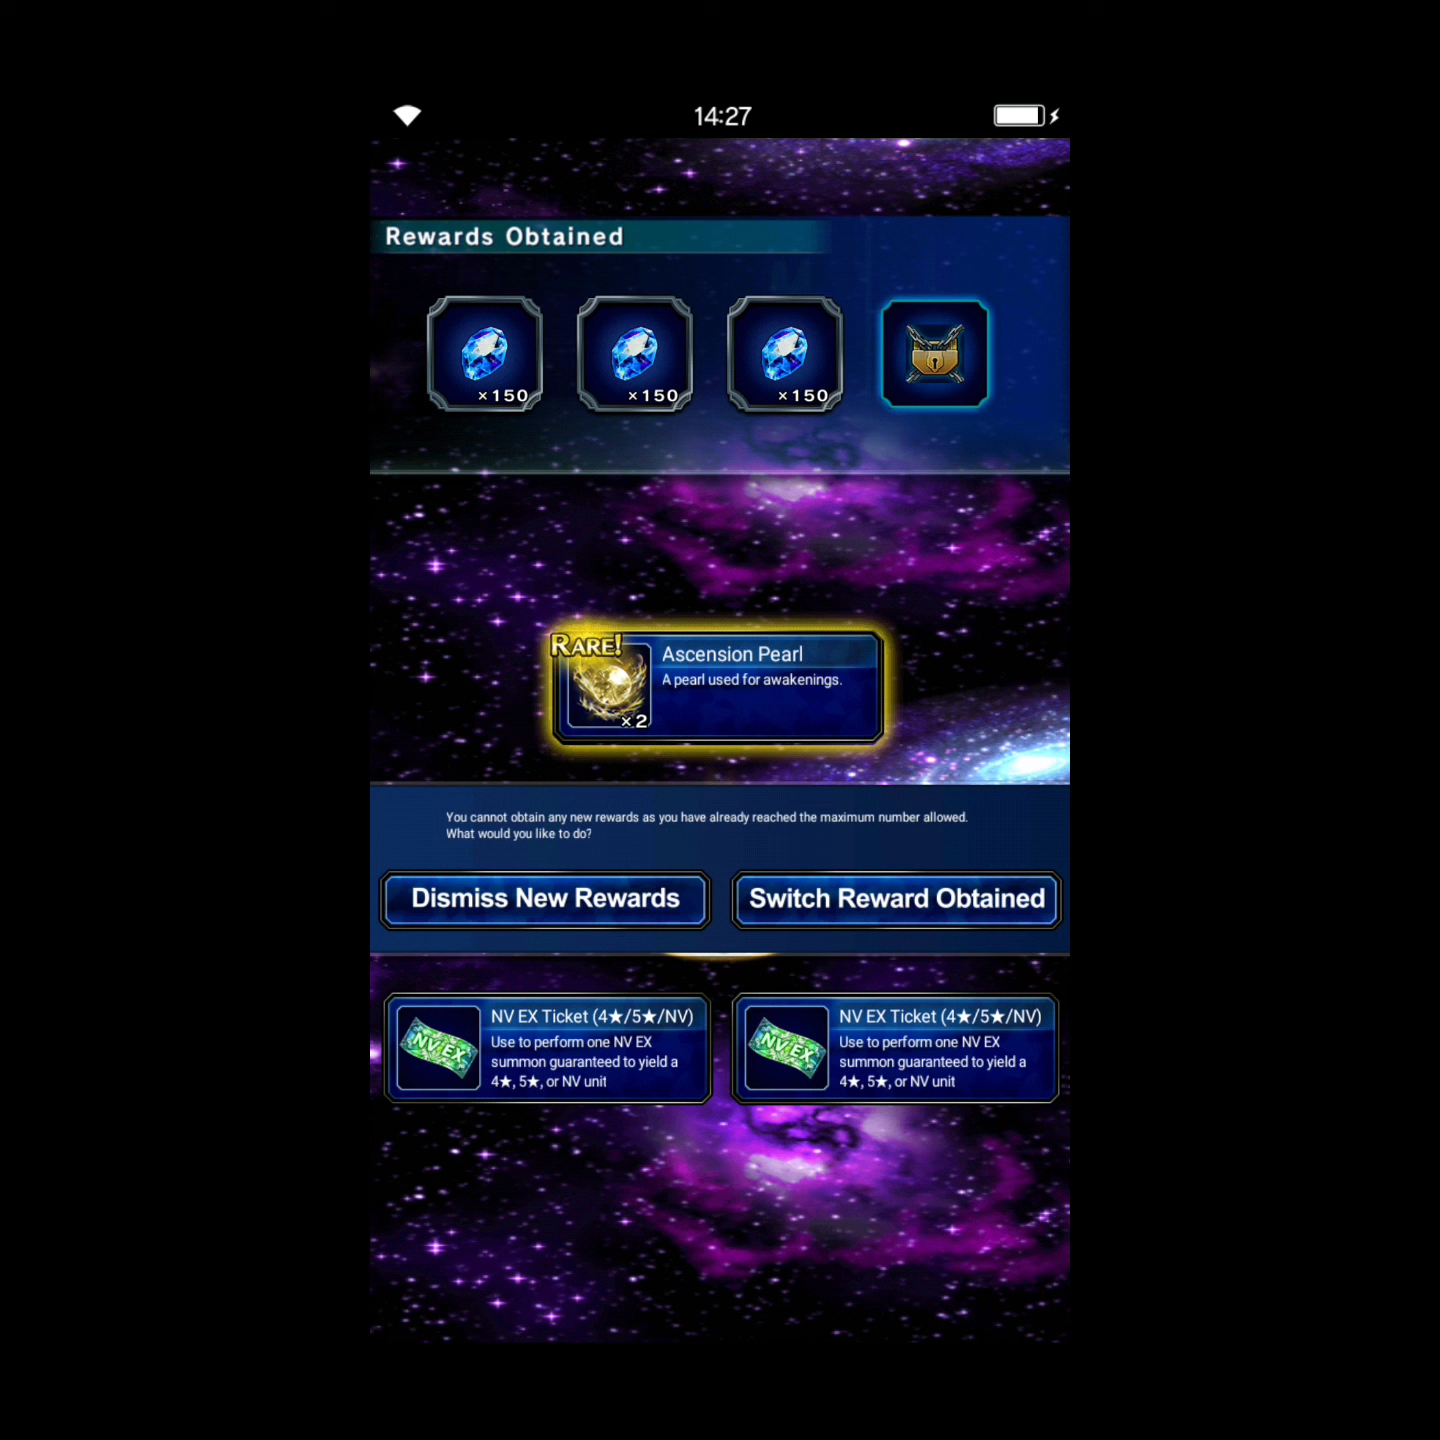 14:27
Rewards Obtained
×150 ×150 ×150
RARE!
Ascension Pearl
A pearl used for awakenings.
×2
You cannot obtain any new rewards as you have already reached the maximum number allowed.
What would you like to do?
Dismiss New Rewards
Switch Reward Obtained
NV EX
NV EX Ticket (4★/5★/NV)
Use to perform one NV EX
summon guaranteed to yield a
4★, 5★, or NV unit
NV EX
NV EX Ticket (4★/5★/NV)
Use to perform one NV EX
summon guaranteed to yield a
4★, 5★, or NV unit